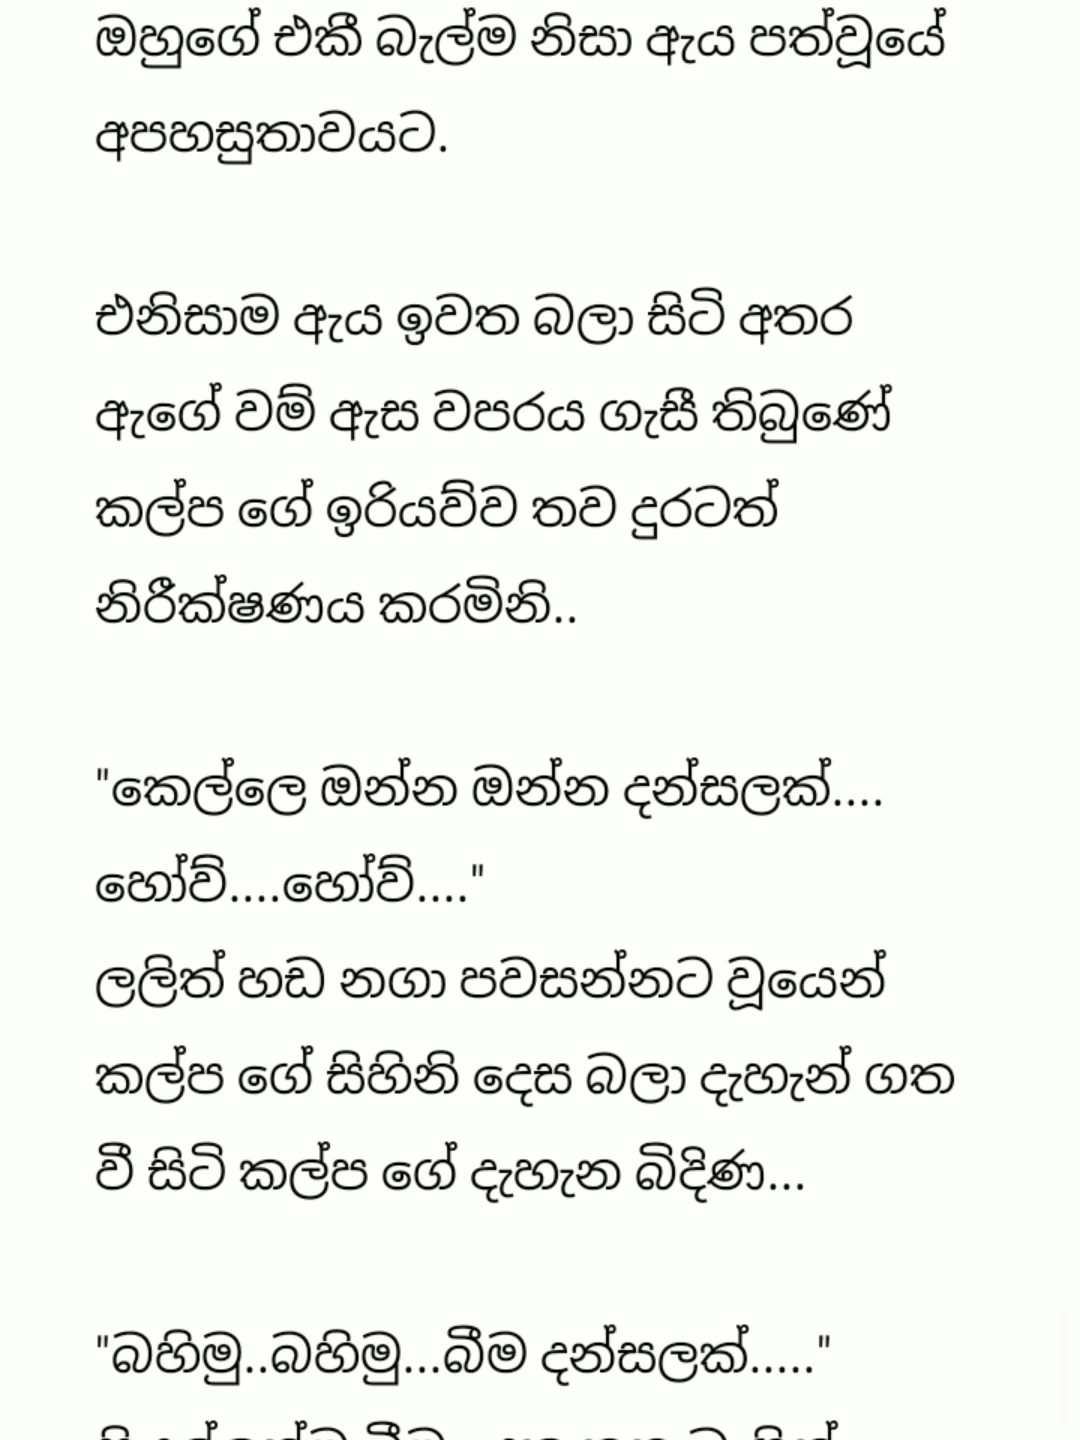 ඔහුගේ එකී බැල්ම නිසා ඇය පත්වූයේ
අපහසුතාවයට.
එනිසාම ඇය ඉවත බලා සිටි අතර
ඇගේ වම් ඇස වපරය ගැසී තිබුණේ
කල්ප ගේ ඉරියව්ව තව දුරටත්
නිරීක්ෂණය කරමිනි..
"කෙල්ලෙ ඔන්න ඔන්න දන්සලක්....
හෝව්....හෝව්...."
ලලිත් හඩ නගා පවසන්නට වූයෙන්
කල්ප ගේ සිහිනි දෙස බලා දැහැන් ගත
වී සිටි කල්ප ගේ දැහැන බිදිණ...
"බහිමු..බහිමු...බීම දන්සලක්....."